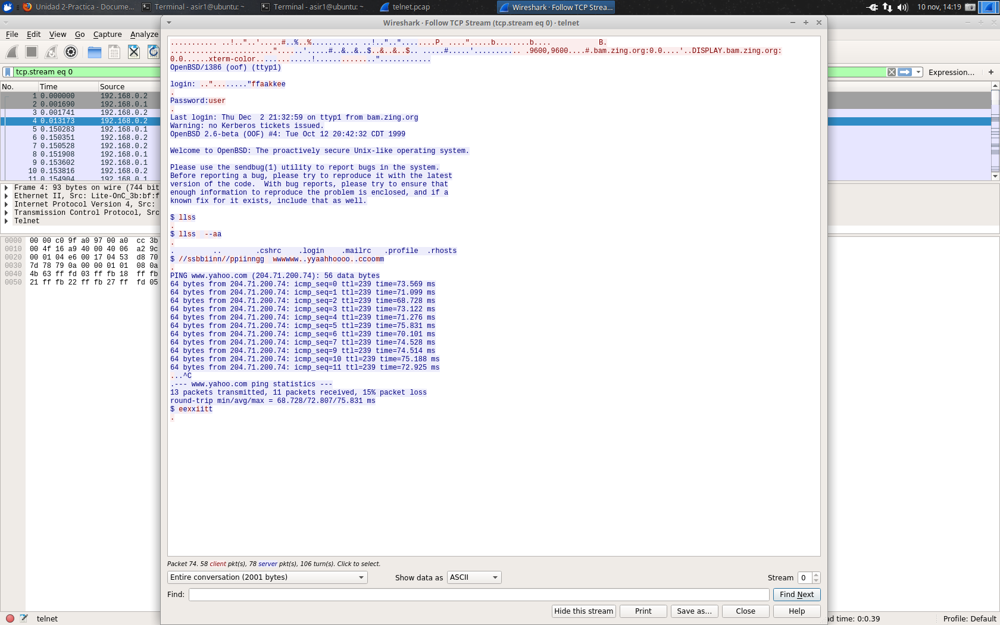 Unidad 2-Practica - Docume...
Terminal - asir1@ubuntu: ~
Terminal - asir1@ubuntu: ~
telnet.pcap
Wireshark · Follow TCP Strea...
10 nov, 14:19
Wireshark · Follow TCP Stream (tcp.stream eq 0) · telnet
File Edit View Go Capture Analyze
tcp.stream eq 0
Expression...
+
No. Time Source
1 0.000000 192.168.0.2
2 0.001690 192.168.0.1
3 0.001741 192.168.0.2
4 0.013173 192.168.0.2
5 0.150283 192.168.0.1
6 0.150351 192.168.0.2
7 0.150528 192.168.0.2
8 0.151908 192.168.0.1
9 0.153602 192.168.0.1
10 0.153816 192.168.0.2
11 0.154904 192.168.0.1
Frame 4: 93 bytes on wire (744 bit
Ethernet II, Src: Lite-OnC_3b:bf:f
Internet Protocol Version 4, Src:
Transmission Control Protocol, Src
Telnet
0000 00 00 c0 9f a0 97 00 a0 cc 3b
0010 00 4f 16 a9 40 00 40 06 a2 9c
0020 00 01 04 e6 00 17 04 53 d8 70
0030 7d 78 79 0a 00 00 01 01 08 0a
0040 4b 63 ff fd 03 ff fb 18 ff fb
0050 21 ff fb 22 ff fb 27 ff fd 05
........... ..!.."..'.....#..%..%........... ..!..".."........P. ....".....b........b.... B.
........................"......'.....#..&..&..$..&..&..$.. .....#.....'........... .9600,9600....#.bam.zing.org:0.0....'..DISPLAY.bam.zing.org:
0.0......xterm-color.............!.............."............
OpenBSD/i386 (oof) (ttyp1)
login: .."........"ffaakkee
.
Password:user
.
Last login: Thu Dec  2 21:32:59 on ttyp1 from bam.zing.org
Warning: no Kerberos tickets issued.
OpenBSD 2.6-beta (OOF) #4: Tue Oct 12 20:42:32 CDT 1999
Welcome to OpenBSD: The proactively secure Unix-like operating system.
Please use the sendbug(1) utility to report bugs in the system.
Before reporting a bug, please try to reproduce it with the latest
version of the code.  With bug reports, please try to ensure that
enough information to reproduce the problem is enclosed, and if a
known fix for it exists, include that as well.
$ llss
.
$ llss  --aa
.
. .. .cshrc .login .mailrc .profile .rhosts
$ //ssbbiinn//ppiinngg  wwwwww..yyaahhoooo..ccoomm
.
PING www.yahoo.com (204.71.200.74): 56 data bytes
64 bytes from 204.71.200.74: icmp_seq=0 ttl=239 time=73.569 ms
64 bytes from 204.71.200.74: icmp_seq=1 ttl=239 time=71.099 ms
64 bytes from 204.71.200.74: icmp_seq=2 ttl=239 time=68.728 ms
64 bytes from 204.71.200.74: icmp_seq=3 ttl=239 time=73.122 ms
64 bytes from 204.71.200.74: icmp_seq=4 ttl=239 time=71.276 ms
64 bytes from 204.71.200.74: icmp_seq=5 ttl=239 time=75.831 ms
64 bytes from 204.71.200.74: icmp_seq=6 ttl=239 time=70.101 ms
64 bytes from 204.71.200.74: icmp_seq=7 ttl=239 time=74.528 ms
64 bytes from 204.71.200.74: icmp_seq=9 ttl=239 time=74.514 ms
64 bytes from 204.71.200.74: icmp_seq=10 ttl=239 time=75.188 ms
64 bytes from 204.71.200.74: icmp_seq=11 ttl=239 time=72.925 ms
...^C
.--- www.yahoo.com ping statistics ---
13 packets transmitted, 11 packets received, 15% packet loss
round-trip min/avg/max = 68.728/72.807/75.831 ms
$ eexxiitt
.
Packet 74. 58 client pkt(s), 78 server pkt(s), 106 turn(s). Click to select.
Entire conversation (2001 bytes)
Show data as ASCII
Stream 0
Find:
Find Next
Hide this stream Print Save as... Close Help
telnet
ad time: 0:0.39
Profile: Default